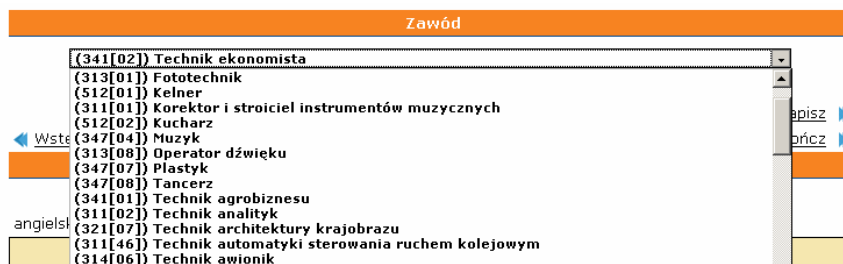 Zawód
(341[02]) Technik ekonomista
(313[01]) Fototechnik
(512[01]) Kelner
(311[01]) Korektor i stroiciel instrumentów muzycznych
(512[02]) Kucharz
(347[04]) Muzyk
(313[08]) Operator dźwięku
(347[07]) Plastyk
(347[08]) Tancerz
(341[01]) Technik agrobiznesu
(311[02]) Technik analityk
(321[07]) Technik architektury krajobrazu
(311[46]) Technik automatyki sterowania ruchem kolejowym
(314[06]) Technik awionik